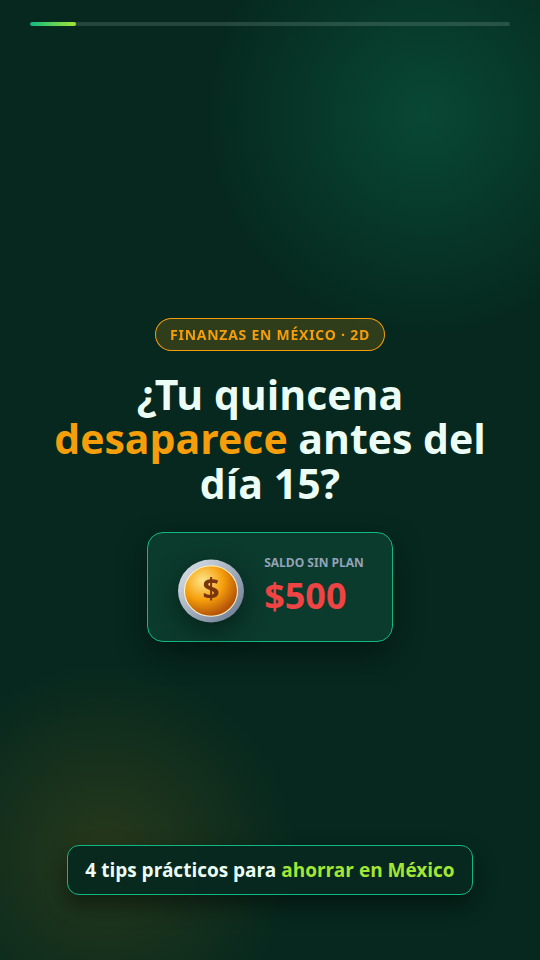 FINANZAS EN MÉXICO · 2D
¿Tu quincena
desaparece antes del
día 15?
SALDO SIN PLAN
$
$500
4 tips prácticos para ahorrar en México